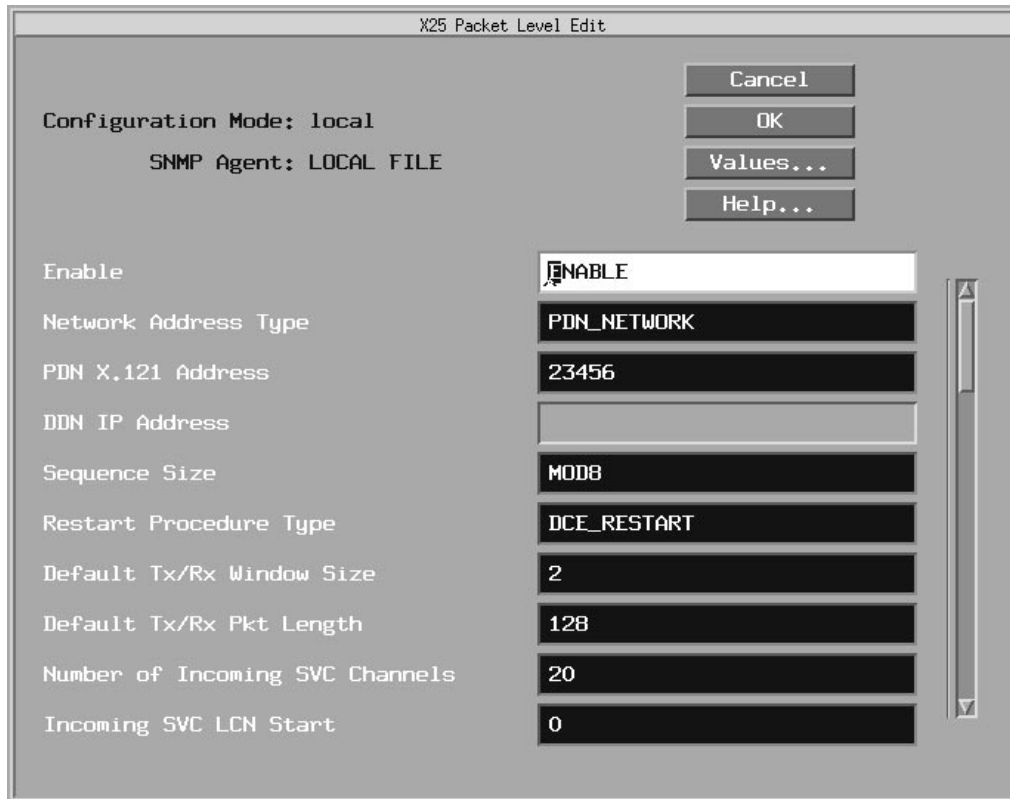 X25 Packet Level Edit
Cancel
Configuration Mode: local
OK
SNMP Agent: LOCAL FILE
Values...
Help...
Enable ENABLE
Network Address Type PDN_NETWORK
PDN X.121 Address 23456
DDN IP Address
Sequence Size MOD8
Restart Procedure Type DCE_RESTART
Default Tx/Rx Window Size 2
Default Tx/Rx Pkt Length 128
Number of Incoming SVC Channels 20
Incoming SVC LCN Start 0